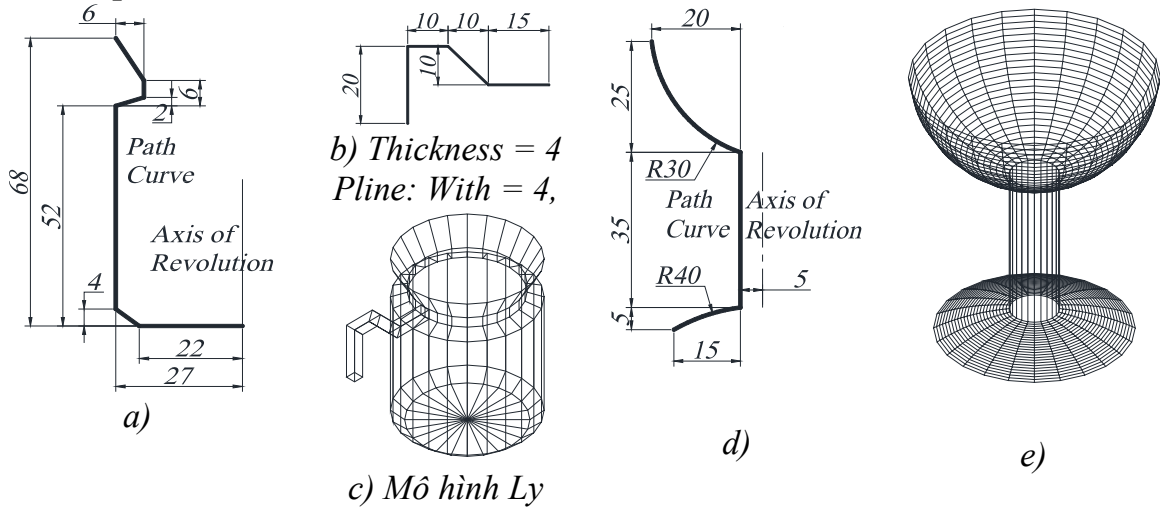 6
68
52
4
6
2
Path
Curve
Axis of
Revolution
22
27
a)
10 10 15
20
10
b) Thickness = 4
Pline: With = 4,
c) Mô hình Ly
20
25
R30
Path
Curve
Axis of
Revolution
35
R40
5
5
15
d)
e)